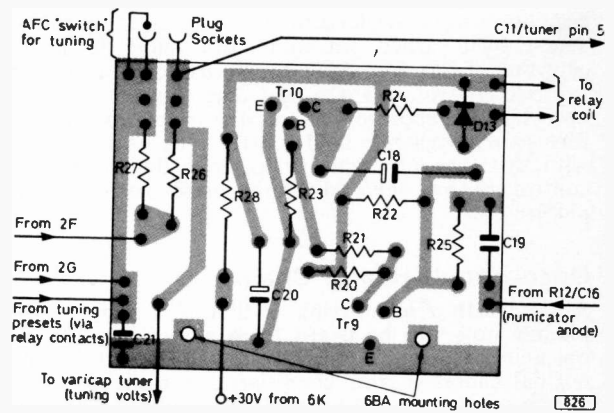 AFC "switch"
for tuning
Plug
Sockets
C11/tuner pin 5
To
relay
coil
Tr10
E
C
B
R24
D13
R27
R26
R28
R23
C18
R22
R21
R20
R25
C19
C20
C
Tr9
B
E
C21
From 2F
From 2G
From tuning
presets (via
relay contacts)
From R12/C16
(numicator
anode)
To varicap tuner
(tuning volts)
+30V from 6K
6BA mounting holes
826